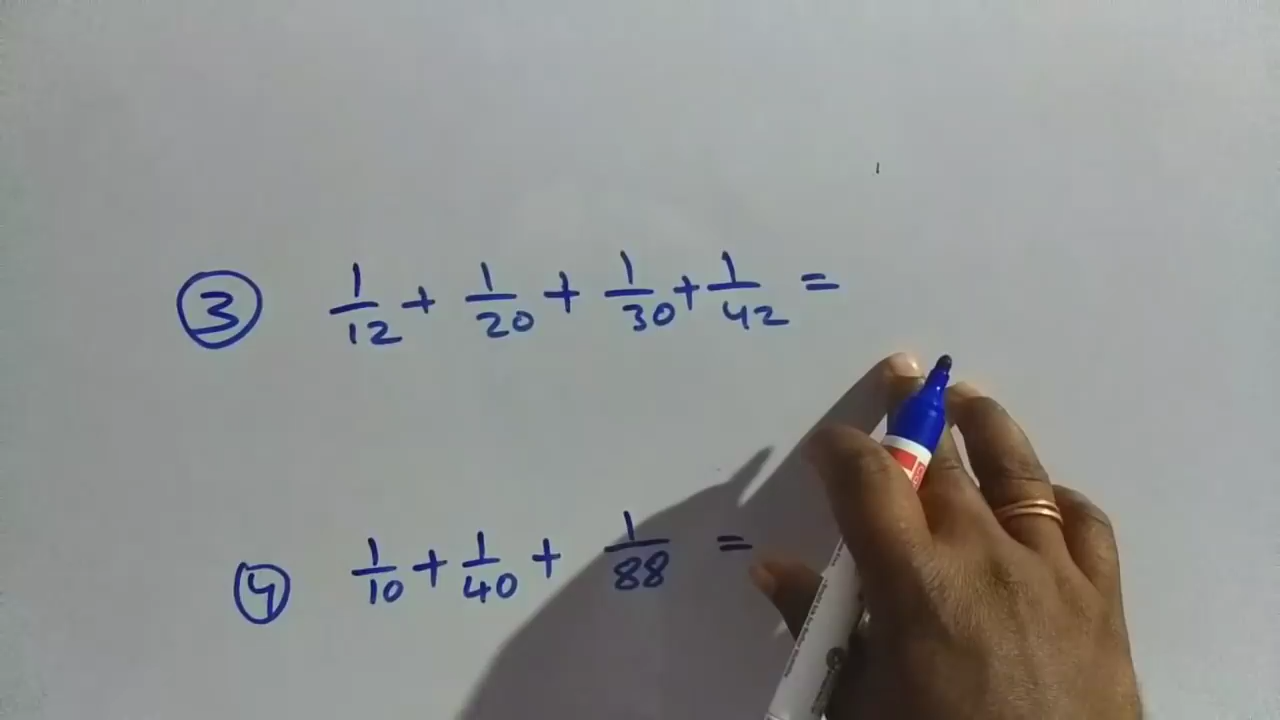 ③ 1/12 + 1/20 + 1/30 + 1/42 =
④ 1/10 + 1/40 + 1/88 =